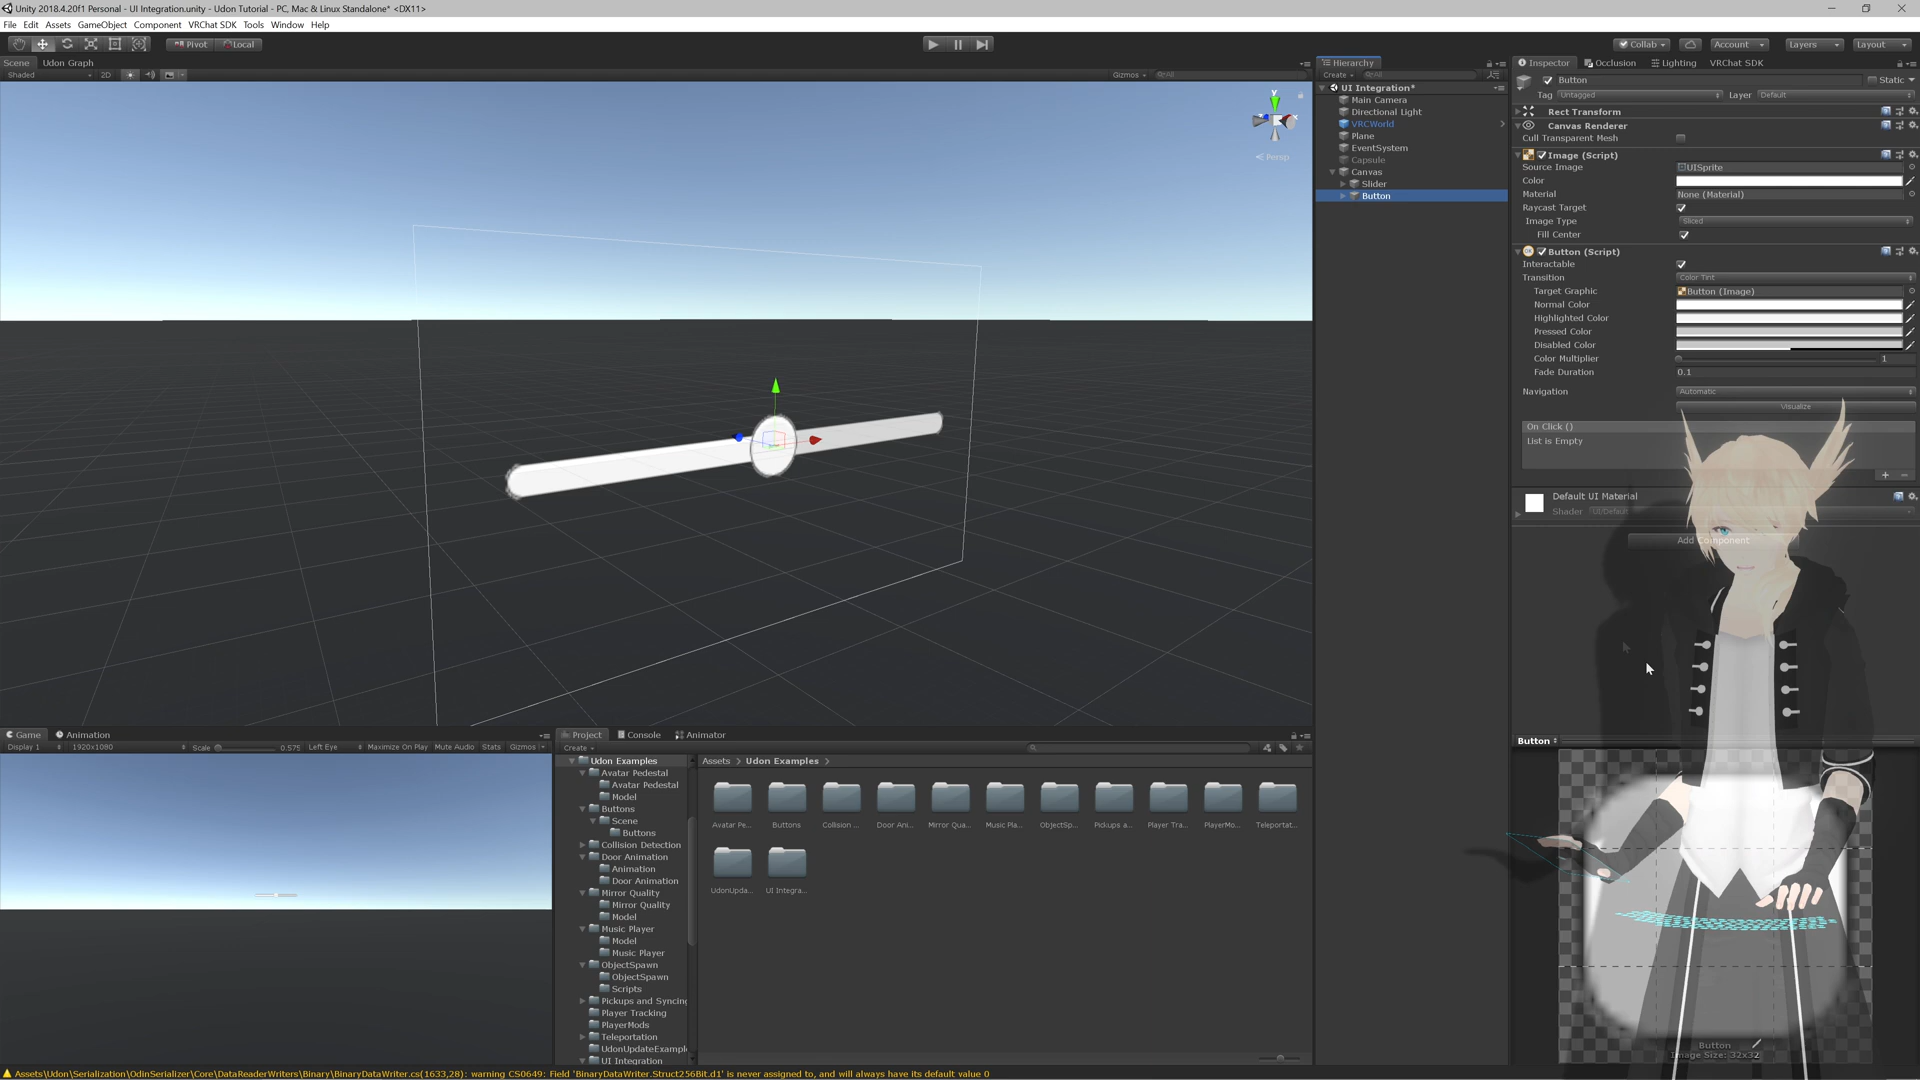 Unity 2018.4.20f1 Personal - UI Integration.unity - Udon Tutorial - PC, Mac & Linux Standalone* <DX11>
File Edit Assets GameObject Component VRChat SDK Tools Window Help
Pivot Local Collab Account Layers Layout
Scene Udon Graph
Shaded 2D Gizmos All
y
x
Persp
Hierarchy
Create All
UI Integration*
Main Camera
Directional Light
VRCWorld
Plane
EventSystem
Capsule
Canvas
Slider
Button
Inspector Occlusion Lighting VRChat SDK
Button Static
Tag Untagged Layer Default
Rect Transform
Canvas Renderer
Cull Transparent Mesh
Image (Script)
Source Image UISprite
Color
Material None (Material)
Raycast Target
Image Type Sliced
Fill Center
Button (Script)
Interactable
Transition Color Tint
Target Graphic Button (Image)
Normal Color
Highlighted Color
Pressed Color
Disabled Color
Color Multiplier 1
Fade Duration 0.1
Navigation Automatic
Visualize
On Click ()
List is Empty
Default UI Material
Shader UI/Default
Add Component
Button
Button
Image Size: 32x32
Game Animation
Display 1 1920x1080 Scale 0.575 Left Eye Maximize On Play Mute Audio Stats Gizmos
Project Console Animator
Create
Udon Examples
Avatar Pedestal
Avatar Pedestal
Model
Buttons
Scene
Buttons
Collision Detection
Door Animation
Animation
Door Animation
Mirror Quality
Mirror Quality
Model
Music Player
Model
Music Player
ObjectSpawn
ObjectSpawn
Scripts
Pickups and Syncing
Player Tracking
PlayerMods
Teleportation
UdonUpdateExampl
UI Integration
Assets > Udon Examples >
Avatar Pe... Buttons Collision ... Door Ani... Mirror Qua... Music Pla... ObjectSp... Pickups a... Player Tra... PlayerMo... Teleportat...
UdonUpda... UI Integra...
Assets\Udon\Serialization\OdinSerializer\Core\DataReaderWriters\Binary\BinaryDataWriter.cs(1633,28): warning CS0649: Field 'BinaryDataWriter.Struct256Bit.d1' is never assigned to, and will always have its default value 0